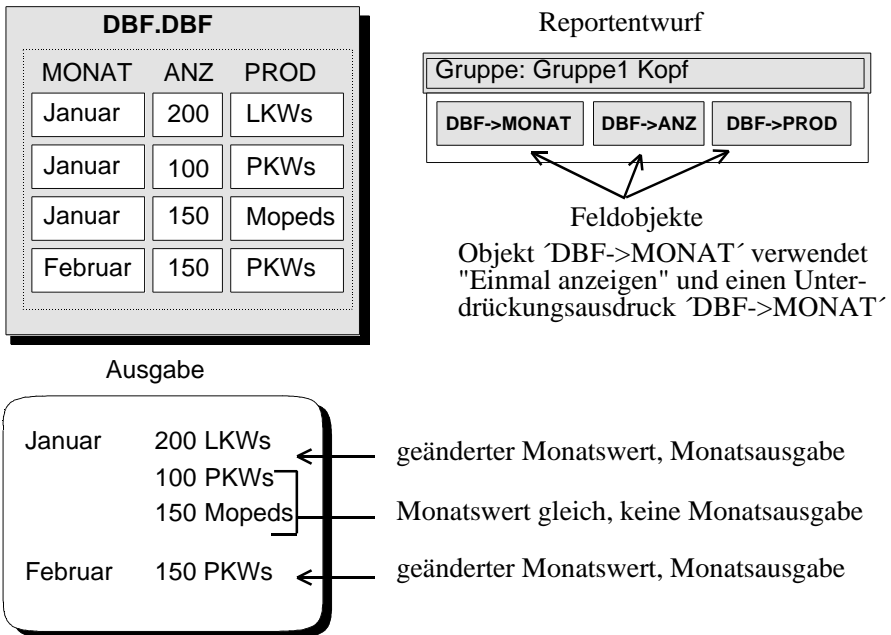 DBF.DBF
MONAT ANZ PROD
Januar 200 LKWs
Januar 100 PKWs
Januar 150 Mopeds
Februar 150 PKWs
Reportentwurf
Gruppe: Gruppe1 Kopf
DBF->MONAT DBF->ANZ DBF->PROD
Feldobjekte
Objekt ´DBF->MONAT´ verwendet
"Einmal anzeigen" und einen Unter-
drückungsausdruck ´DBF->MONAT´
Ausgabe
Januar 200 LKWs
100 PKWs
150 Mopeds
Februar 150 PKWs
geänderter Monatswert, Monatsausgabe
Monatswert gleich, keine Monatsausgabe
geänderter Monatswert, Monatsausgabe